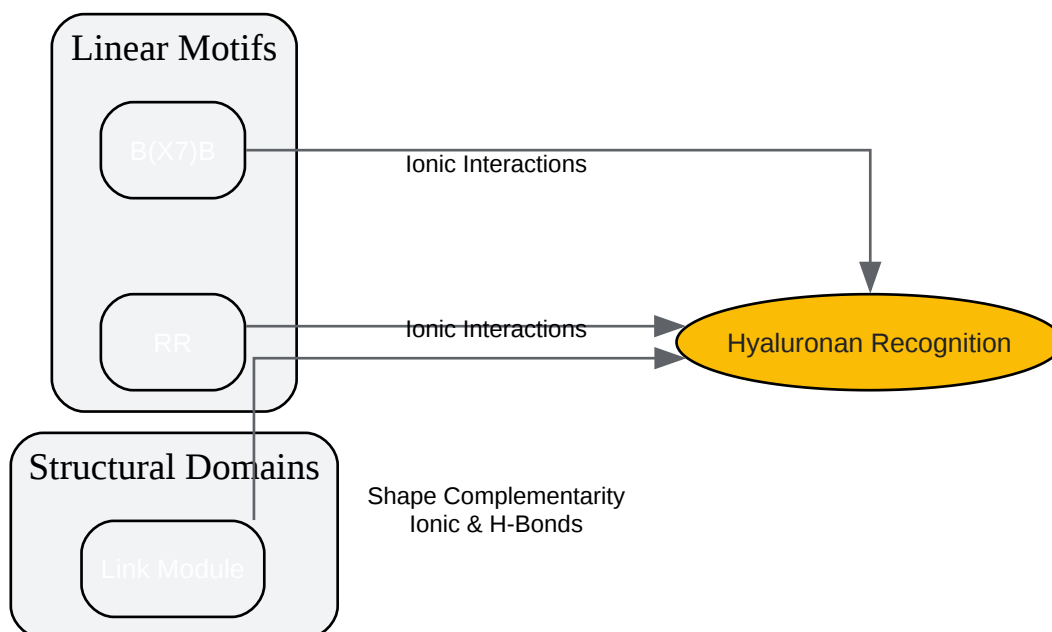 Linear Motifs
B(X7)B
Ionic Interactions
RR
Ionic Interactions
Hyaluronan Recognition
Structural Domains
Shape Complementarity
Ionic & H-Bonds
Link Module